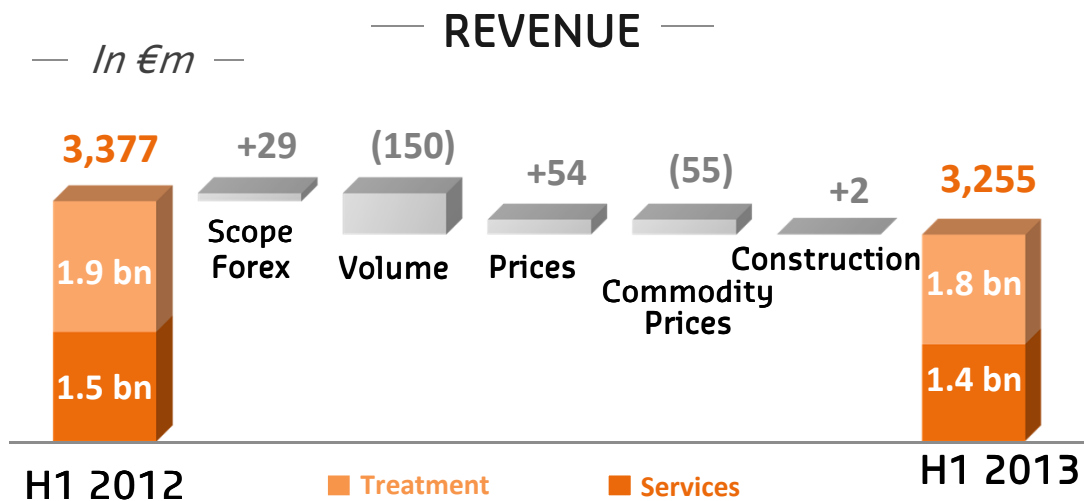 REVENUE
In €m
3,377
+29
(150)
+54
(55)
+2
3,255
Scope
Forex
Volume
Prices
Commodity
Prices
Construction
1.9 bn
1.5 bn
1.8 bn
1.4 bn
H1 2012
H1 2013
Treatment
Services